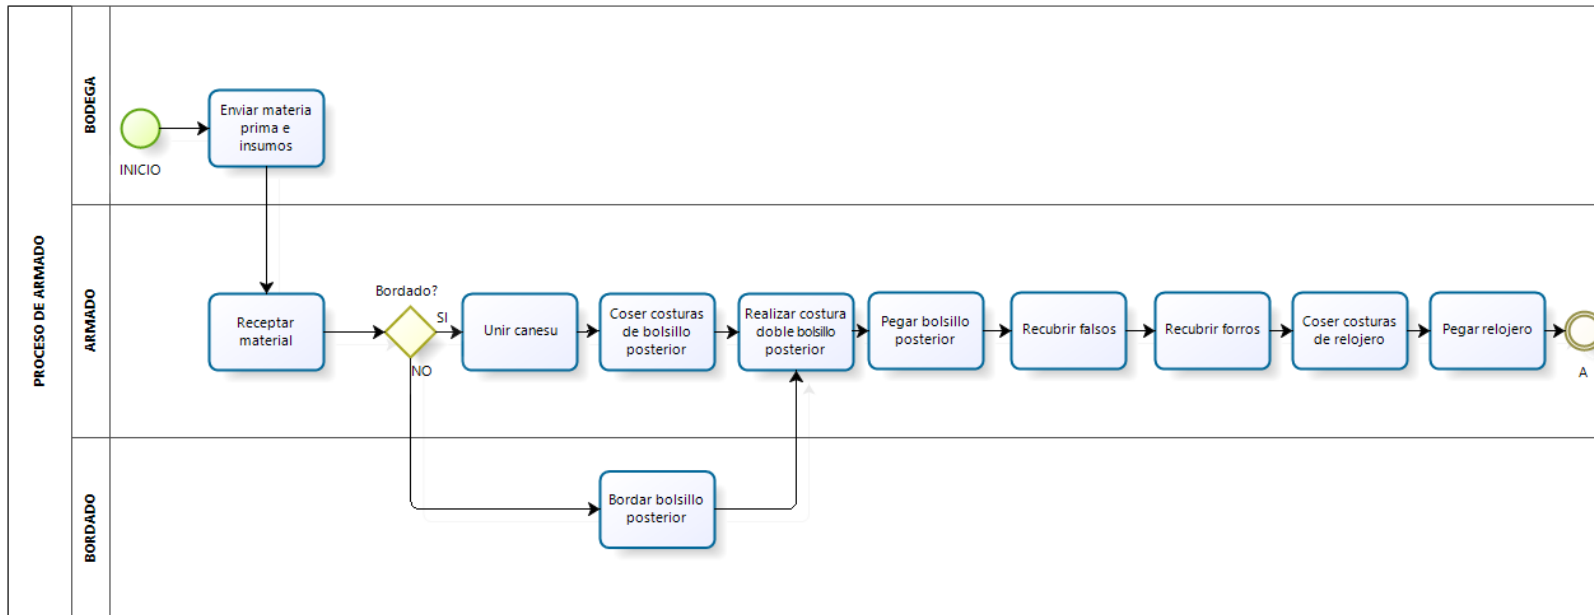 PROCESO DE ARMADO
BODEGA
INICIO
Enviar materia
prima e
insumos
ARMADO
Receptar
material
Bordado?
SI
NO
Unir canesu
Coser costuras
de bolsillo
posterior
Realizar costura
doble bolsillo
posterior
Pegar bolsillo
posterior
Recubrir falsos
Recubrir forros
Coser costuras
de relojero
Pegar relojero
A
BORDADO
Bordar bolsillo
posterior